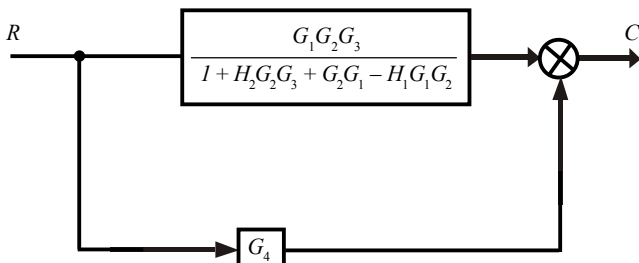 R
G₁G₂G₃
C
1 + H₂G₂G₃ + G₂G₁ – H₁G₁G₂
G₄